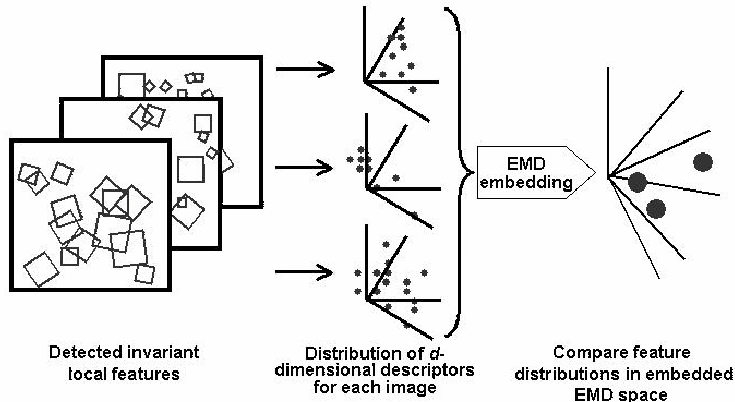 EMD
embedding
Detected invariant
local features
Distribution of d-
dimensional descriptors
for each image
Compare feature
distributions in embedded
EMD space